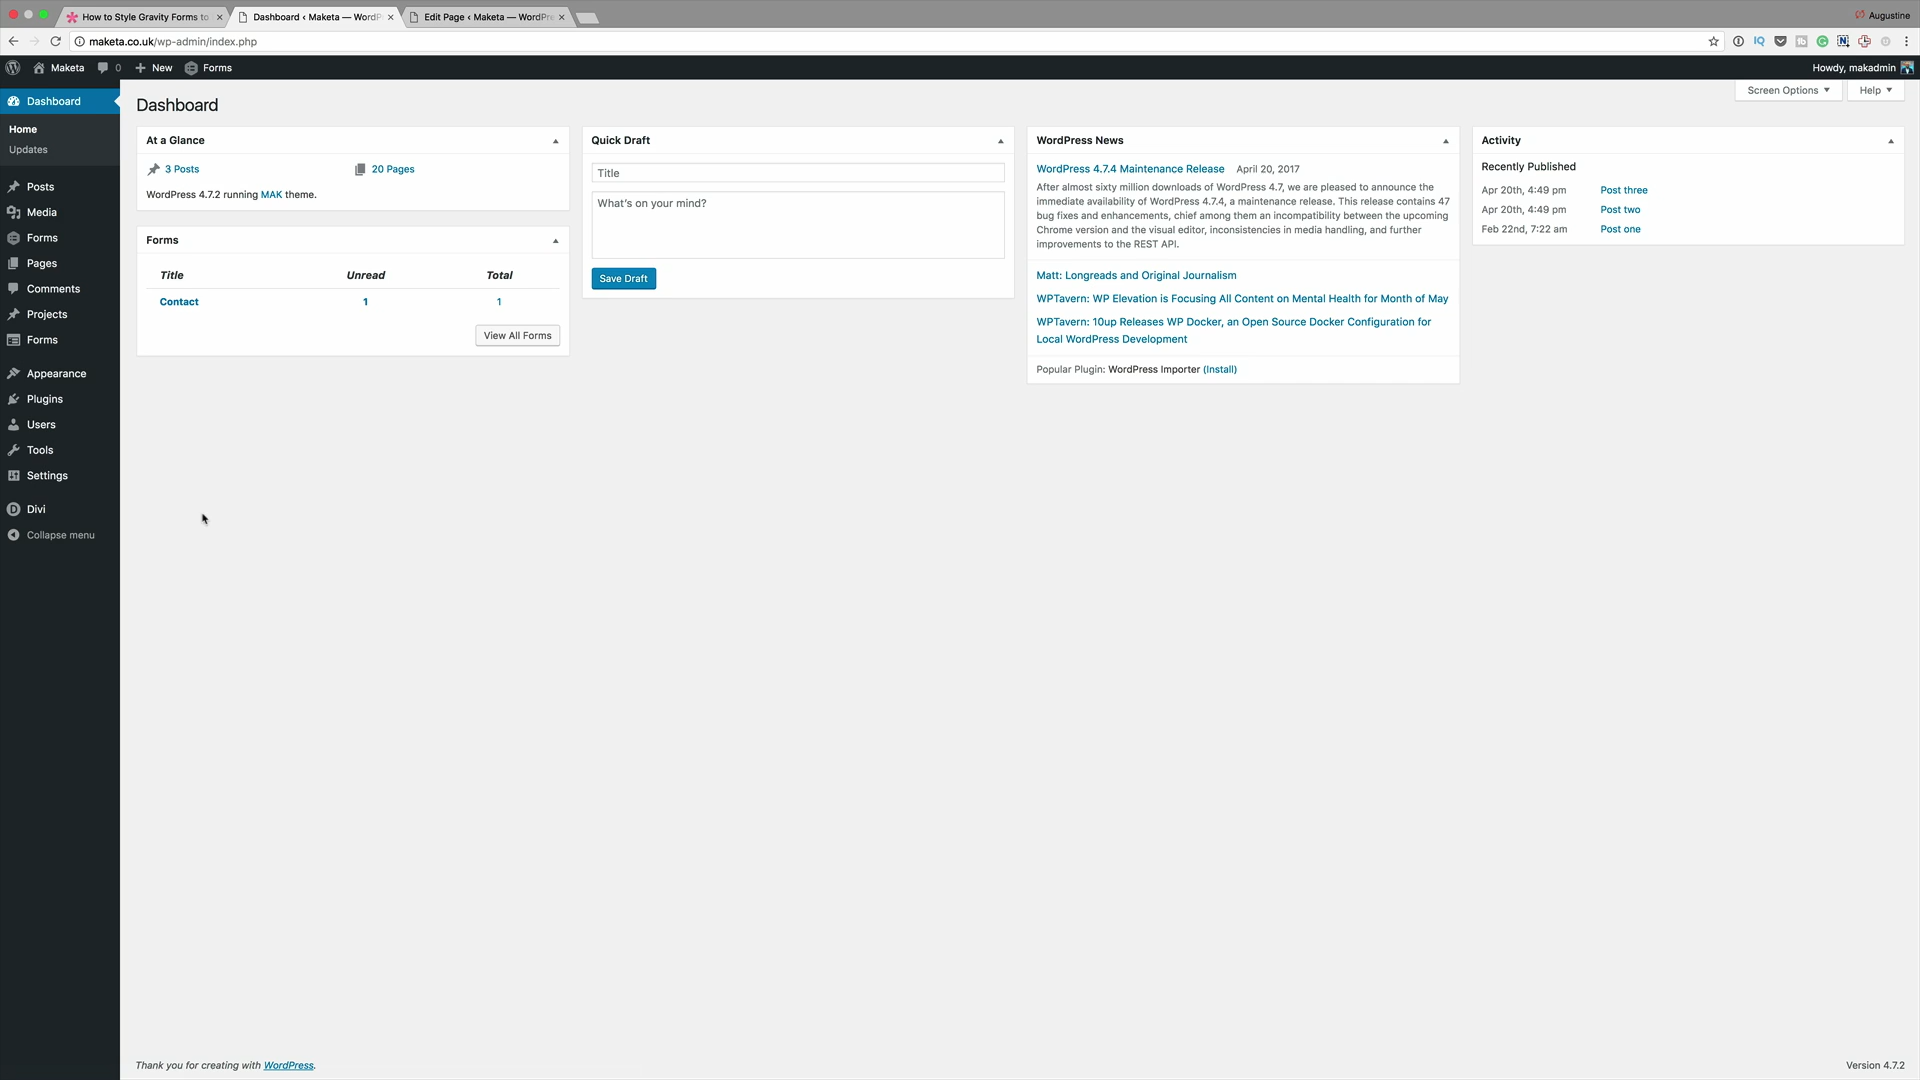 How to Style Gravity Forms to
Dashboard ‹ Maketa — WordP
Edit Page ‹ Maketa — WordPre
Augustine
maketa.co.uk/wp-admin/index.php
Maketa
0
New
Forms
Howdy, makadmin
Dashboard
Home
Updates
Posts
Media
Forms
Pages
Comments
Projects
Forms
Appearance
Plugins
Users
Tools
Settings
Divi
Collapse menu
Dashboard
Screen Options
Help
At a Glance
3 Posts
20 Pages
WordPress 4.7.2 running MAK theme.
Forms
Title Unread Total
Contact 1 1
View All Forms
Quick Draft
Title
What's on your mind?
Save Draft
WordPress News
WordPress 4.7.4 Maintenance Release April 20, 2017
After almost sixty million downloads of WordPress 4.7, we are pleased to announce the
immediate availability of WordPress 4.7.4, a maintenance release. This release contains 47
bug fixes and enhancements, chief among them an incompatibility between the upcoming
Chrome version and the visual editor, inconsistencies in media handling, and further
improvements to the REST API.
Matt: Longreads and Original Journalism
WPTavern: WP Elevation is Focusing All Content on Mental Health for Month of May
WPTavern: 10up Releases WP Docker, an Open Source Docker Configuration for
Local WordPress Development
Popular Plugin: WordPress Importer (Install)
Activity
Recently Published
Apr 20th, 4:49 pm Post three
Apr 20th, 4:49 pm Post two
Feb 22nd, 7:22 am Post one
Thank you for creating with WordPress.
Version 4.7.2